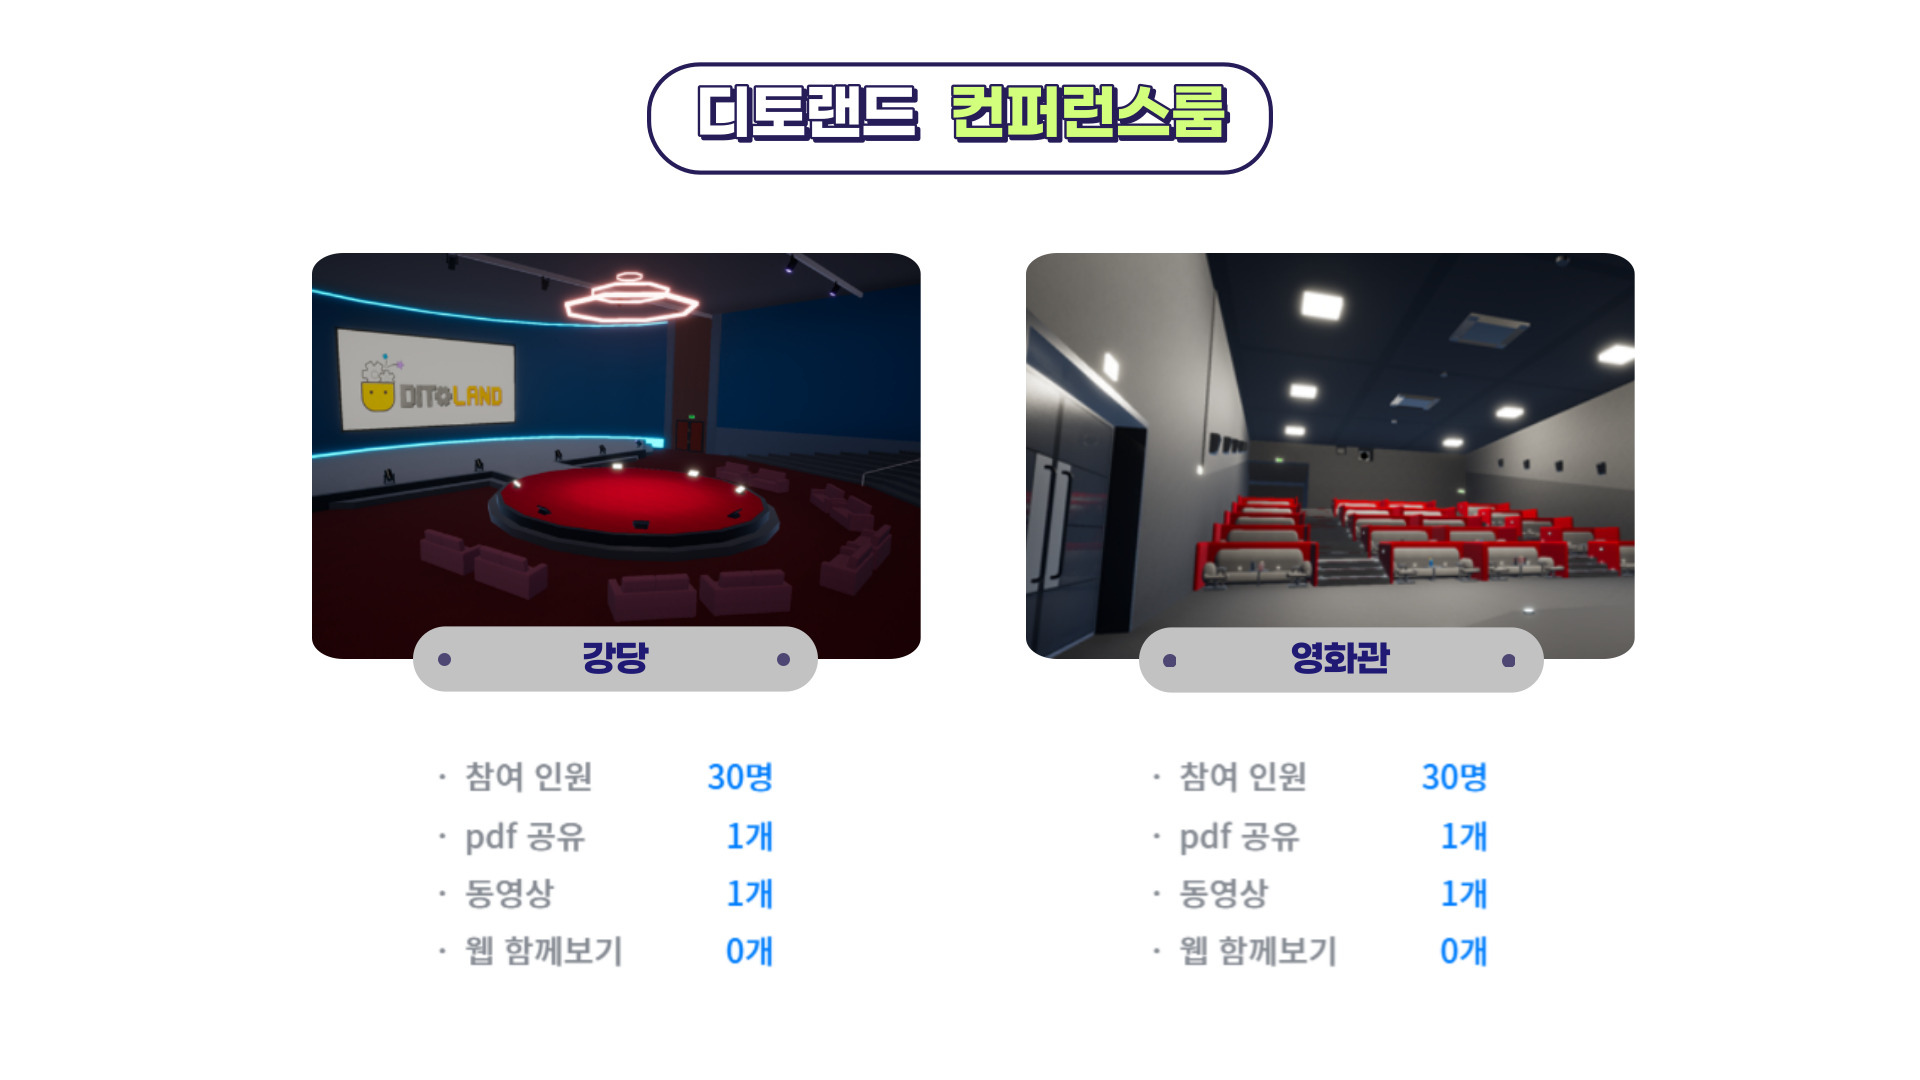 디토랜드 컨퍼런스룸
DITOLAND
강당
· 참여 인원 30명
· pdf 공유 1개
· 동영상 1개
· 웹 함께보기 0개
영화관
· 참여 인원 30명
· pdf 공유 1개
· 동영상 1개
· 웹 함께보기 0개